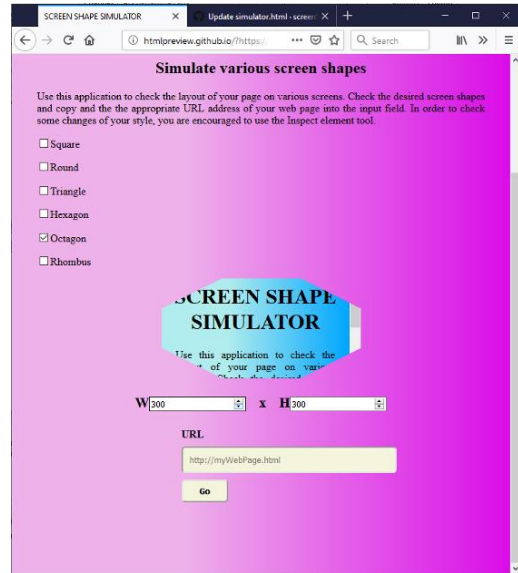 SCREEN SHAPE SIMULATOR
Update simulator.html - screen
htmlpreview.github.io/?https:/
Search
Simulate various screen shapes
Use this application to check the layout of your page on various screens. Check the desired screen shapes
and copy and the the appropriate URL address of your web page into the input field. In order to check
some changes of your style, you are encouraged to use the Inspect element tool.
Square
Round
Triangle
Hexagon
Octagon
Rhombus
SCREEN SHAPE
SIMULATOR
Use this application to check the
of your page on
Check the desired
W 300 x H 300
URL
http://myWebPage.html
Go